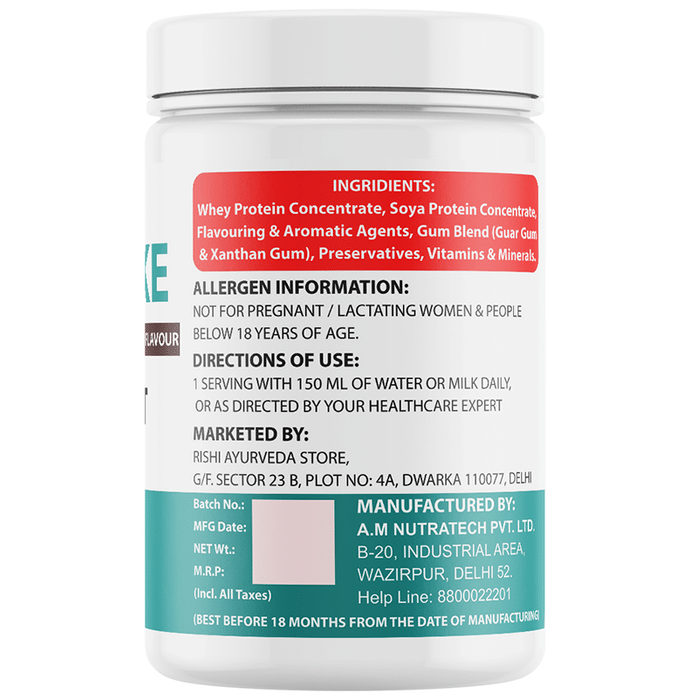 INGRIDIENTS:
Whey Protein Concentrate, Soya Protein Concentrate,
Flavouring & Aromatic Agents, Gum Blend (Guar Gum
& Xanthan Gum), Preservatives, Vitamins & Minerals.
KE
FLAVOUR
T
ALLERGEN INFORMATION:
NOT FOR PREGNANT / LACTATING WOMEN & PEOPLE
BELOW 18 YEARS OF AGE.
DIRECTIONS OF USE:
1 SERVING WITH 150 ML OF WATER OR MILK DAILY,
OR AS DIRECTED BY YOUR HEALTHCARE EXPERT
MARKETED BY:
RISHI AYURVEDA STORE,
G/F. SECTOR 23 B, PLOT NO: 4A, DWARKA 110077, DELHI
Batch No.:
MFG Date:
NET Wt.:
M.R.P:
(Incl. All Taxes)
MANUFACTURED BY:
A.M NUTRATECH PVT. LTD.
B-20, INDUSTRIAL AREA,
WAZIRPUR, DELHI 52.
Help Line: 8800022201
(BEST BEFORE 18 MONTHS FROM THE DATE OF MANUFACTURING)